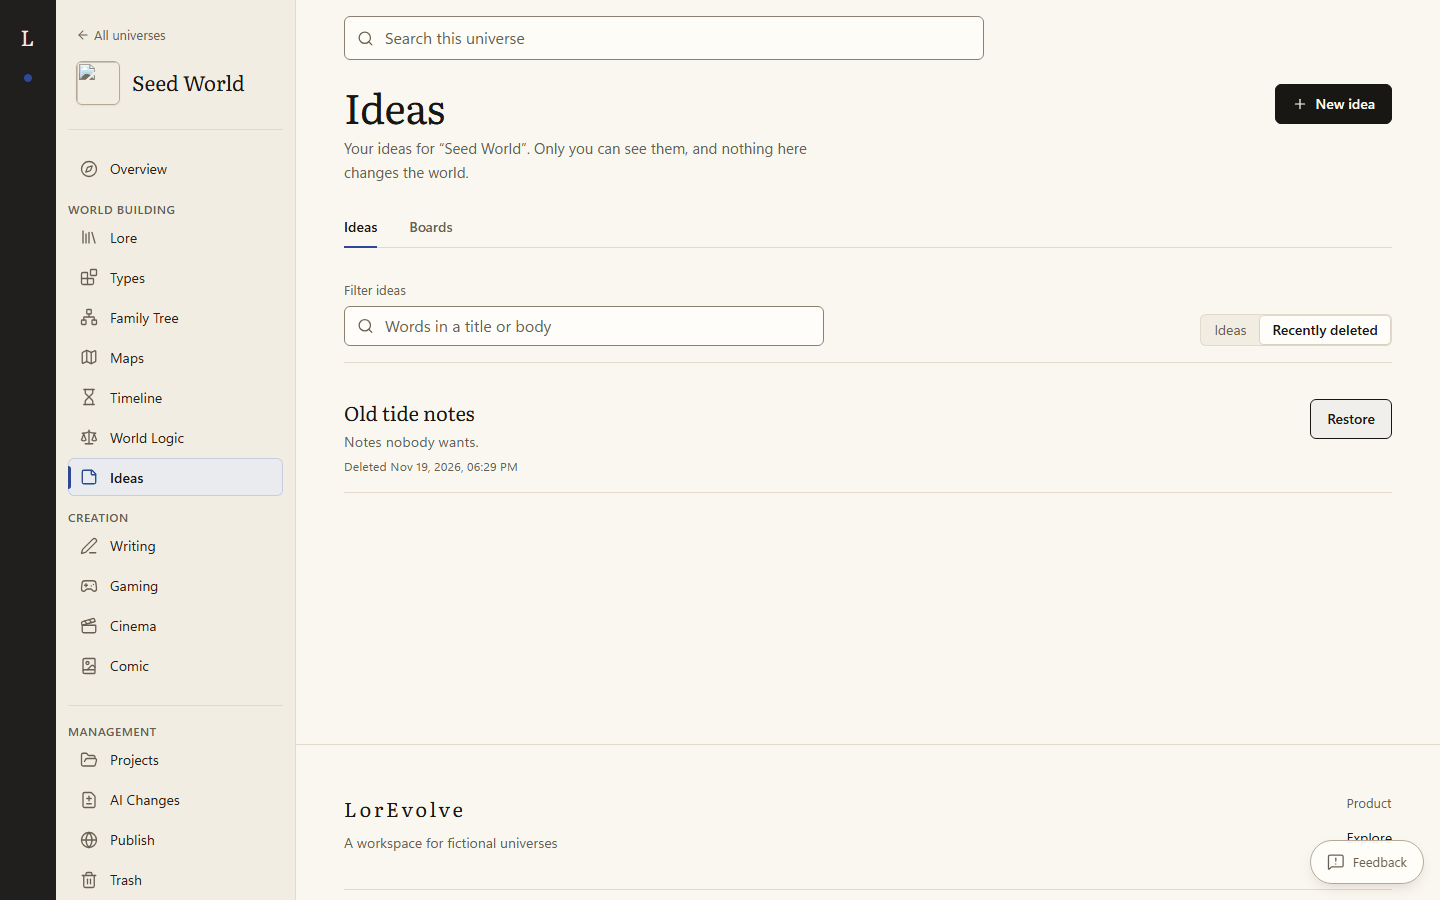 L
All universes
Seed World
Overview
WORLD BUILDING
Lore
Types
Family Tree
Maps
Timeline
World Logic
Ideas
CREATION
Writing
Gaming
Cinema
Comic
MANAGEMENT
Projects
AI Changes
Publish
Trash
Search this universe
Ideas
New idea
Your ideas for “Seed World”. Only you can see them, and nothing here
changes the world.
Ideas Boards
Filter ideas
Words in a title or body
Ideas Recently deleted
Old tide notes
Restore
Notes nobody wants.
Deleted Nov 19, 2026, 06:29 PM
LorEvolve
A workspace for fictional universes
Product
Explore
Feedback